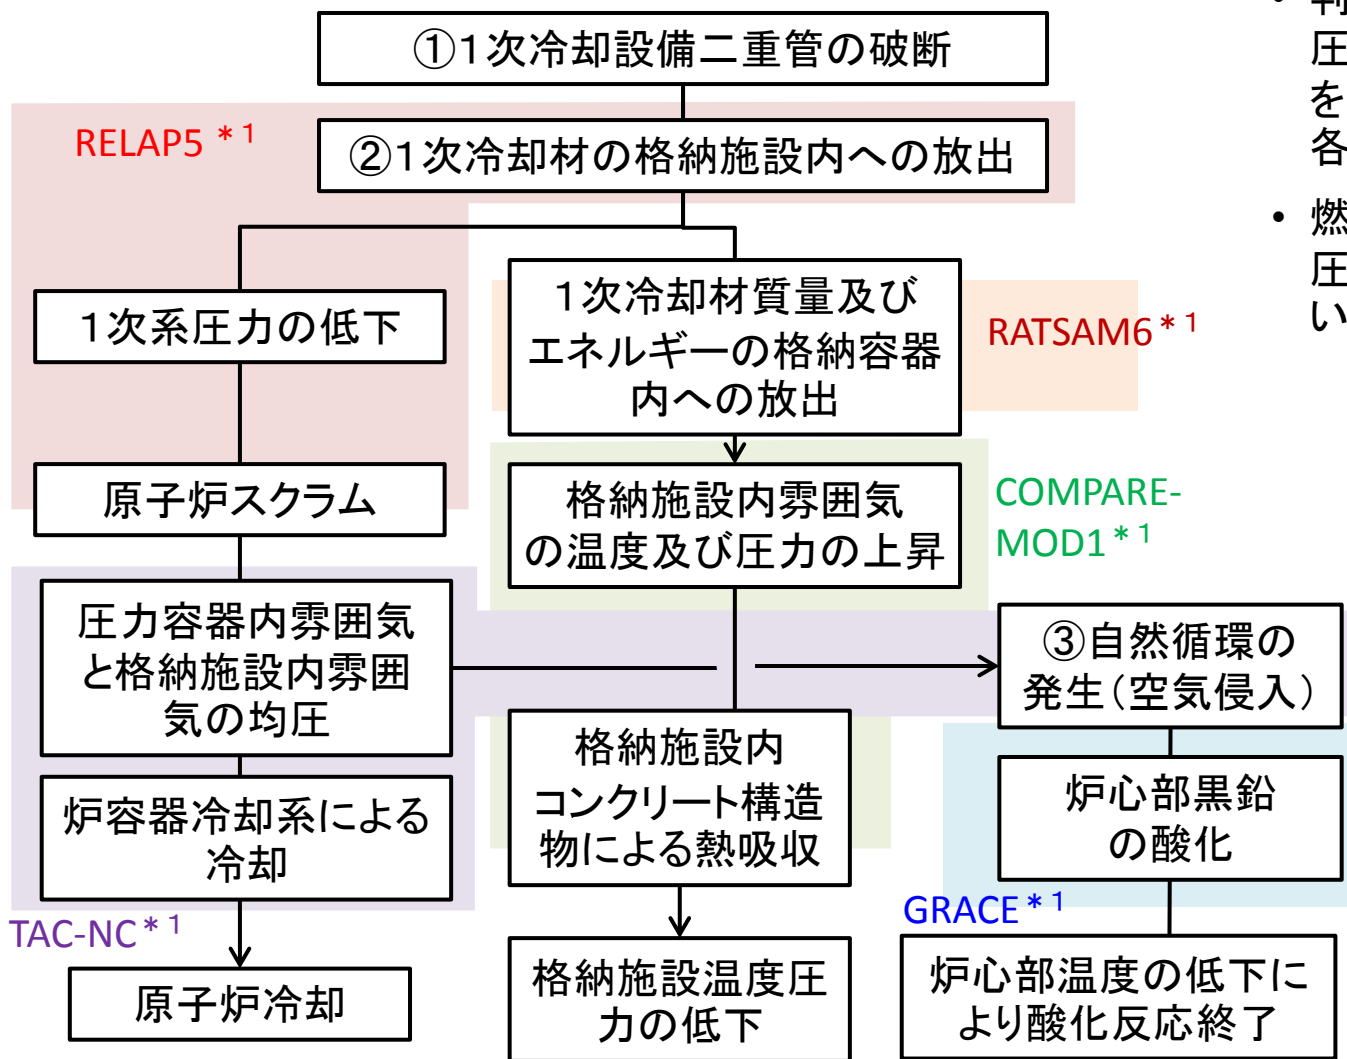 ①1次冷却設備二重管の破断
RELAP5 *1
②1次冷却材の格納施設内への放出
1次系圧力の低下
1次冷却材質量及び
エネルギーの格納容器
内への放出
RATSAM6*1
原子炉スクラム
格納施設内雰囲気
の温度及び圧力の上昇
COMPARE-
MOD1*1
圧力容器内雰囲気
と格納施設内雰囲
気の均圧
③自然循環の
発生(空気侵入)
炉容器冷却系による
冷却
格納施設内
コンクリート構造
物による熱吸収
炉心部黒鉛
の酸化
TAC-NC*1
GRACE*1
原子炉冷却
格納施設温度圧
力の低下
炉心部温度の低下に
より酸化反応終了
圧
を
各
• 燃
圧
い